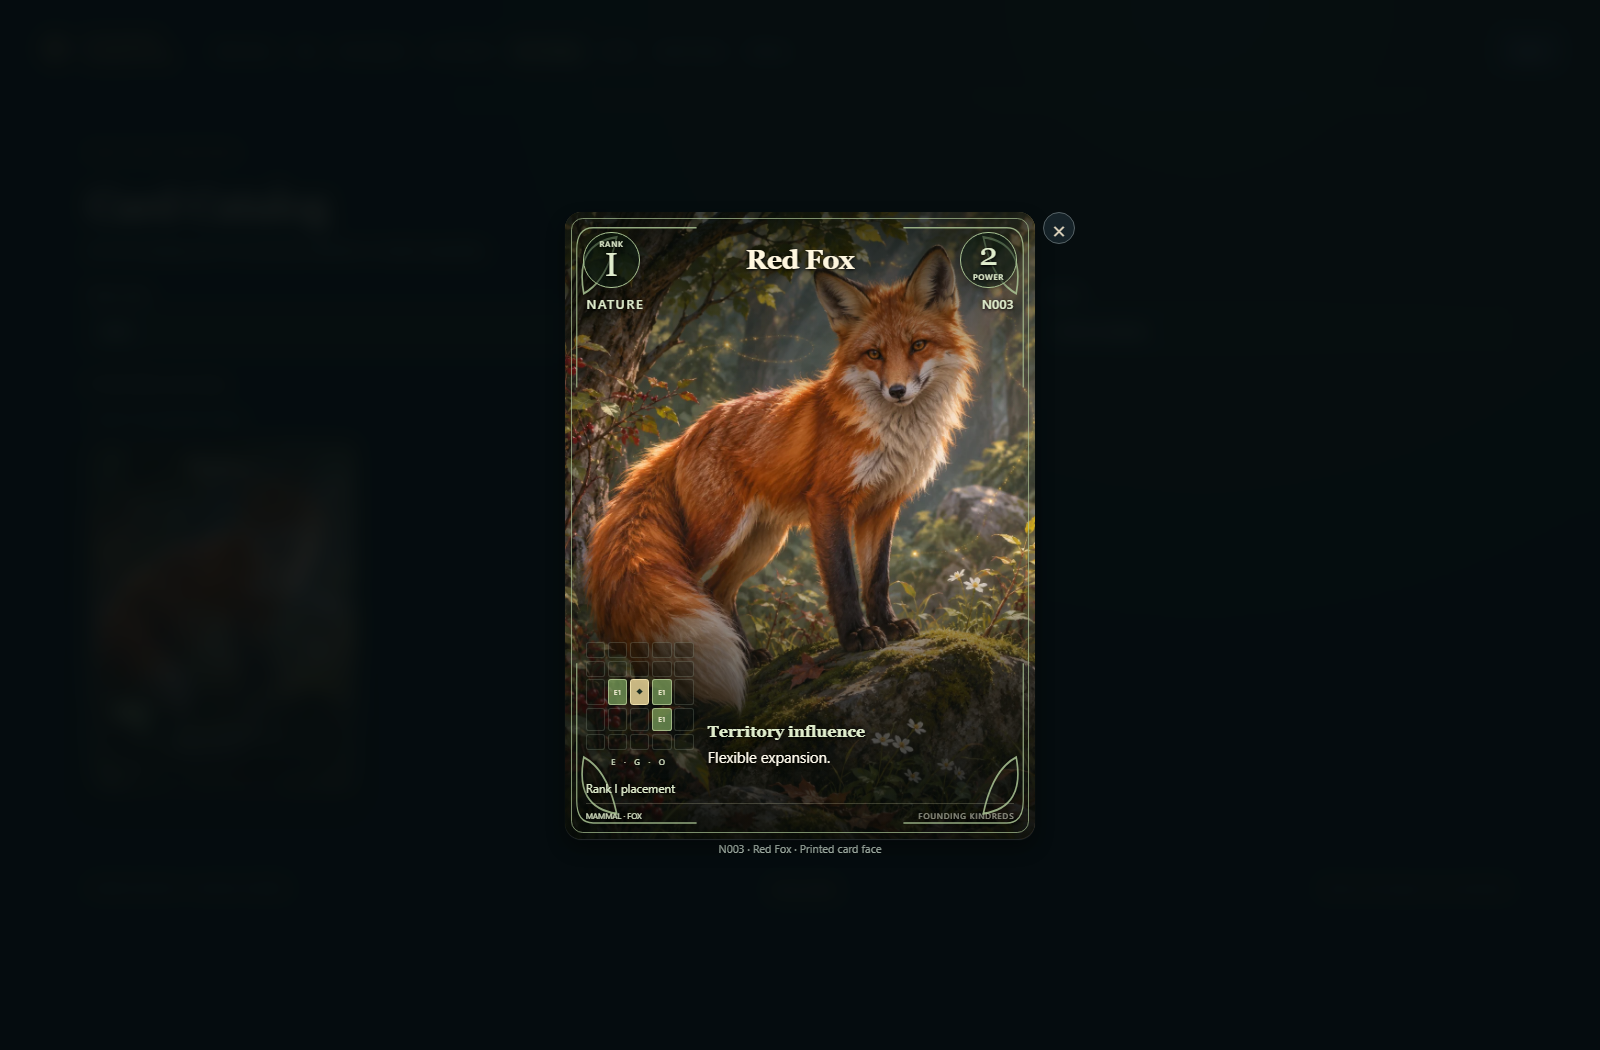 RANK
I
Red Fox
2
POWER
NATURE
N003
E1 ◆ E1
E1
E · G · O
Territory influence
Flexible expansion.
Rank I placement
MAMMAL · FOX
FOUNDING KINDREDS
N003 · Red Fox · Printed card face